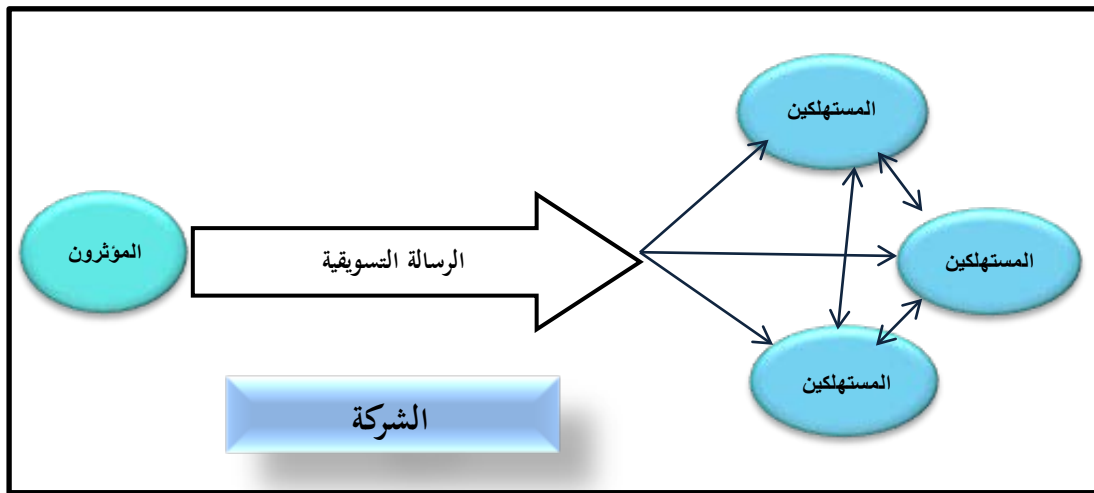 المستهلكين
المؤثرون
الرسالة التسويقية
المستهلكين
المستهلكين
الشركة